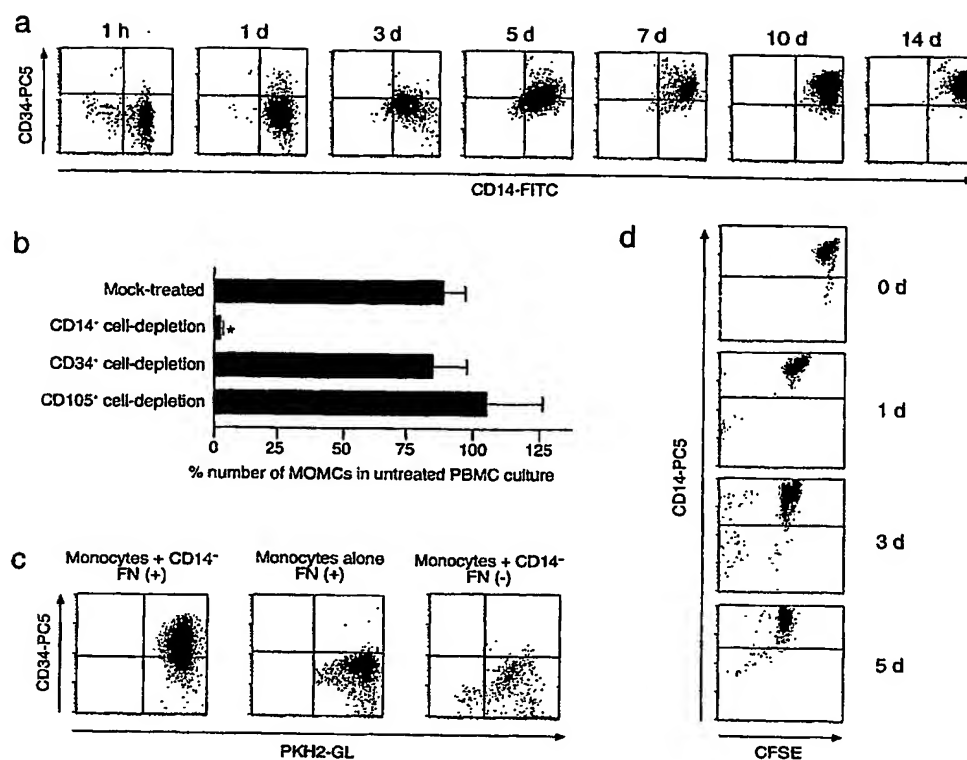 a
1 h
1 d
3 d
5 d
7 d
10 d
14 d
CD34-PC5
CD14-FITC
b
Mock-treated
CD14+ cell-depletion
*
CD34+ cell-depletion
CD105+ cell-depletion
0 25 50 75 100 125
% number of MOMCs in untreated PBMC culture
c
Monocytes + CD14-
FN (+)
Monocytes alone
FN (+)
Monocytes + CD14-
FN (-)
CD34-PC5
PKH2-GL
d
0 d
1 d
3 d
5 d
CD14-PC5
CFSE